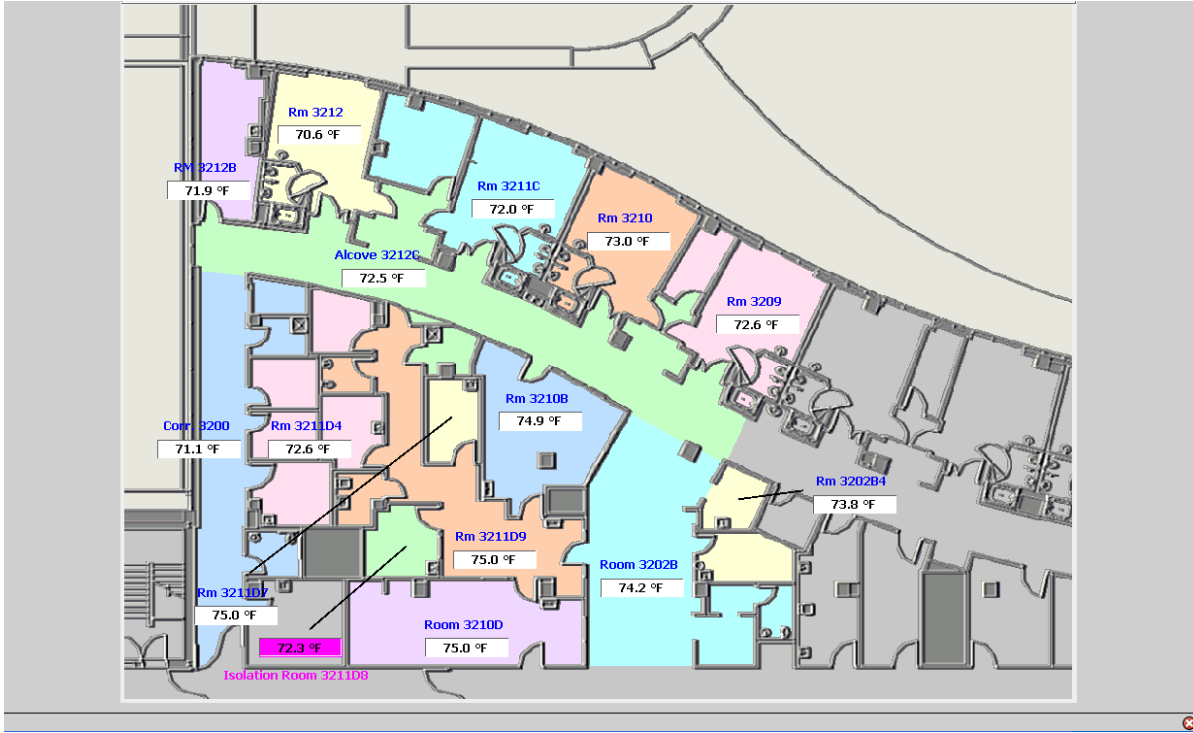 Rm 3212
70.6 °F
RM 3212B
71.9 °F
Rm 3211C
72.0 °F
Rm 3210
73.0 °F
Alcove 3212C
72.5 °F
Rm 3209
72.6 °F
Rm 3210B
74.9 °F
Corr. 3200
71.1 °F
Rm 3211D4
72.6 °F
Rm 3202B4
73.8 °F
Rm 3211D9
75.0 °F
Room 3202B
74.2 °F
Rm 3211D7
75.0 °F
Room 3210D
75.0 °F
72.3 °F
Isolation Room 3211D8